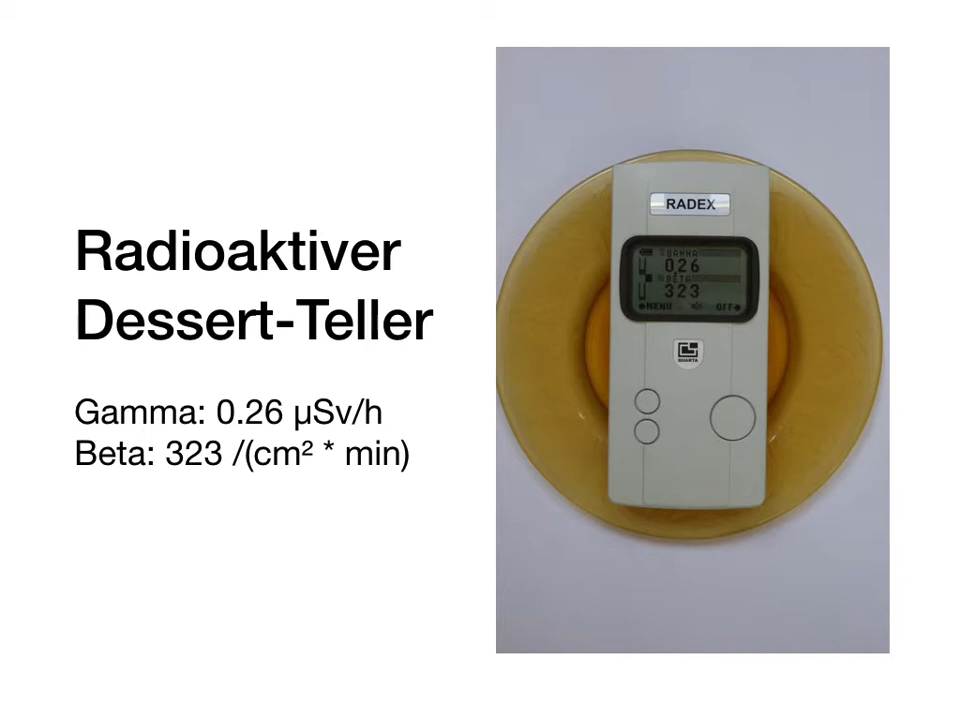 Radioaktiver
Dessert-Teller
Gamma: 0.26 µSv/h
Beta: 323 /(cm² * min)
RADEX
GAMMA
0.26
BETA
323
MENU OFF
QUARTA